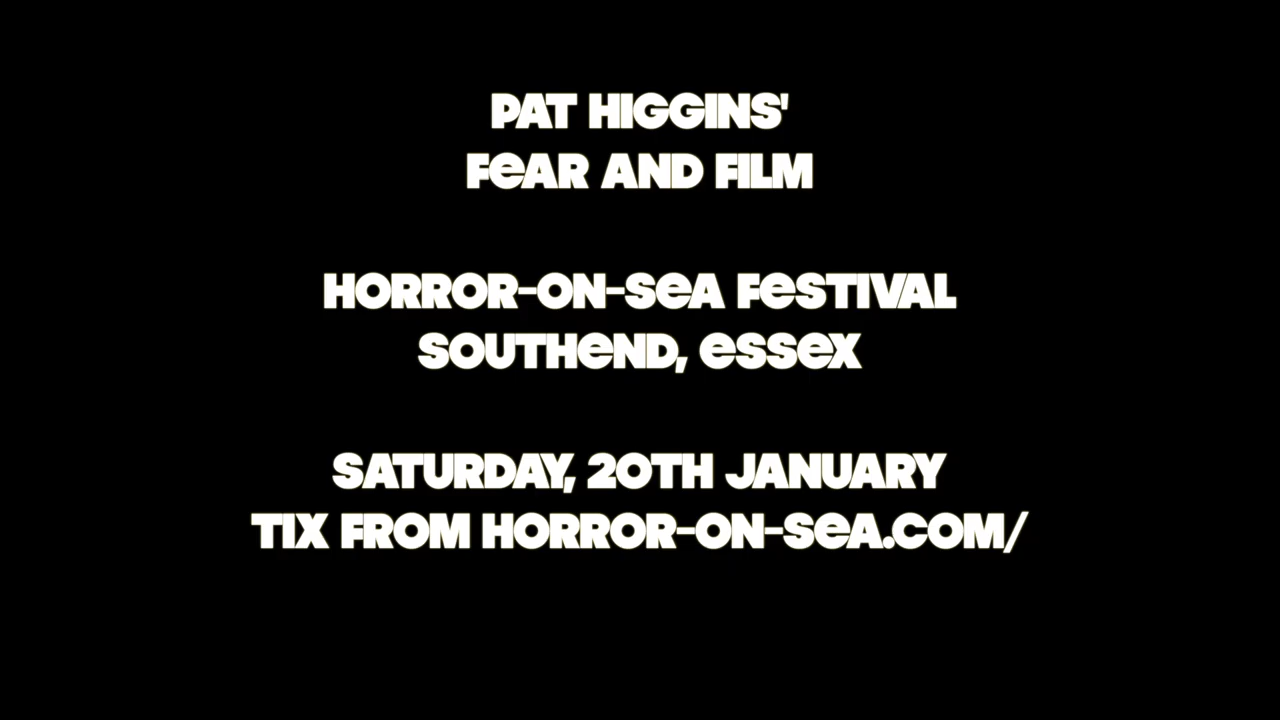 PAT HIGGINS'
FeAR AND FILM
HORROR-ON-SeA FeSTIVAL
SOUTHeND, eSSeX
SATURDAY, 20TH JANUARY
TIX FROM HORROR-ON-SeA.COM/